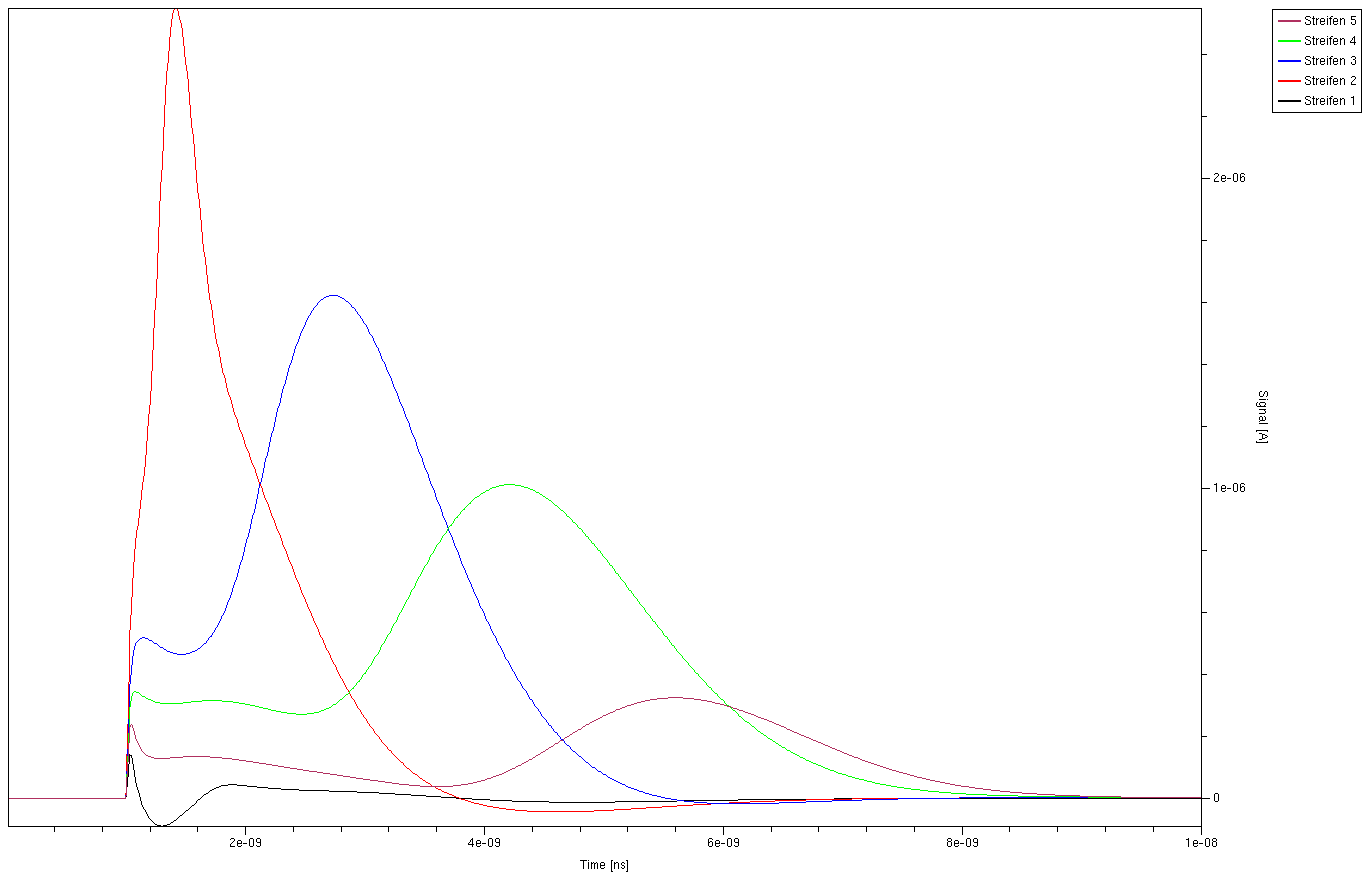 Streifen 5
Streifen 4
Streifen 3
Streifen 2
Streifen 1
2e-06
1e-06
0
Signal [A]
2e-09
4e-09
6e-09
8e-09
1e-08
Time [ns]